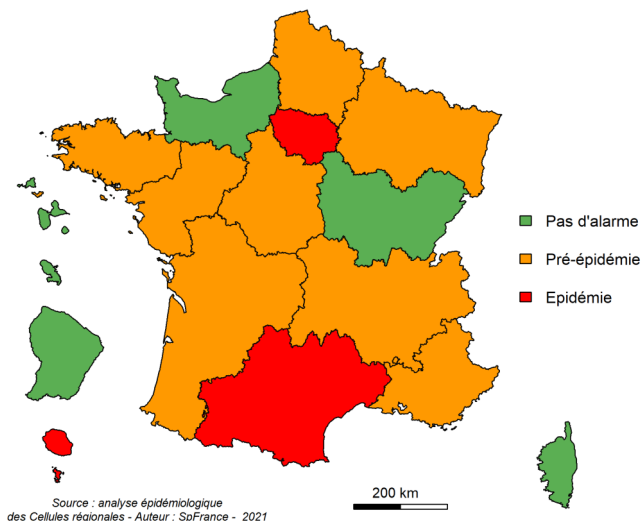 Pas d'alarme
Pré-épidémie
Epidémie
200 km
Source : analyse épidémiologique
des Cellules régionales - Auteur : SpFrance - 2021